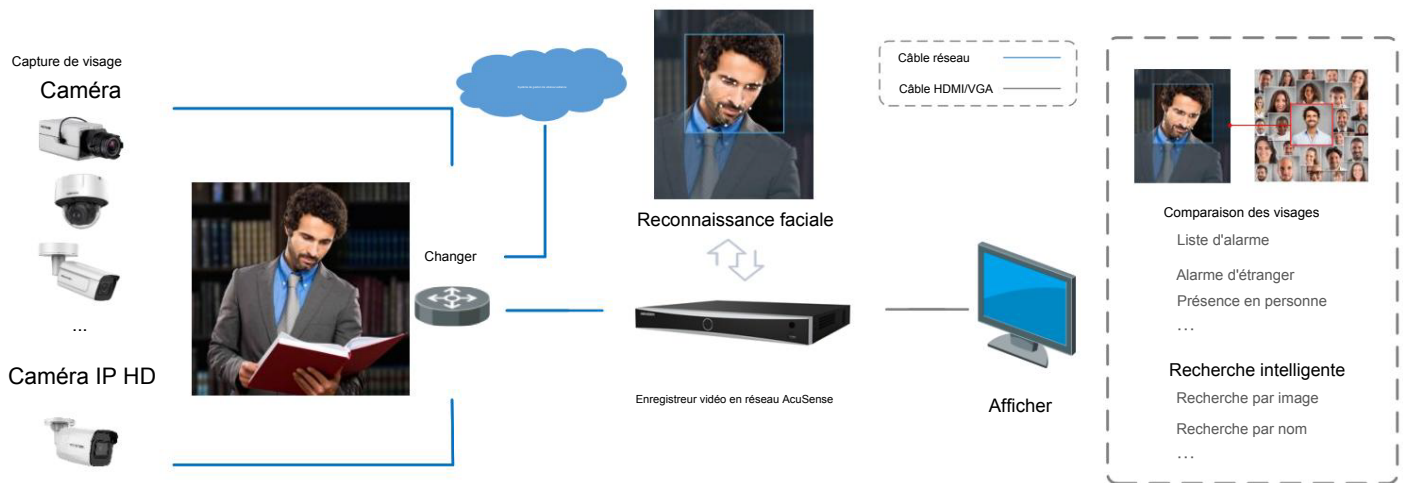 Capture de visage
Caméra
...
Caméra IP HD
Changer
Reconnaissance faciale
Enregistreur vidéo en réseau AcuSense
Afficher
Câble réseau
Câble HDMI/VGA
Comparaison des visages
Liste d'alarme
Alarme d'étranger
Présence en personne
...
Recherche intelligente
Recherche par image
Recherche par nom
...